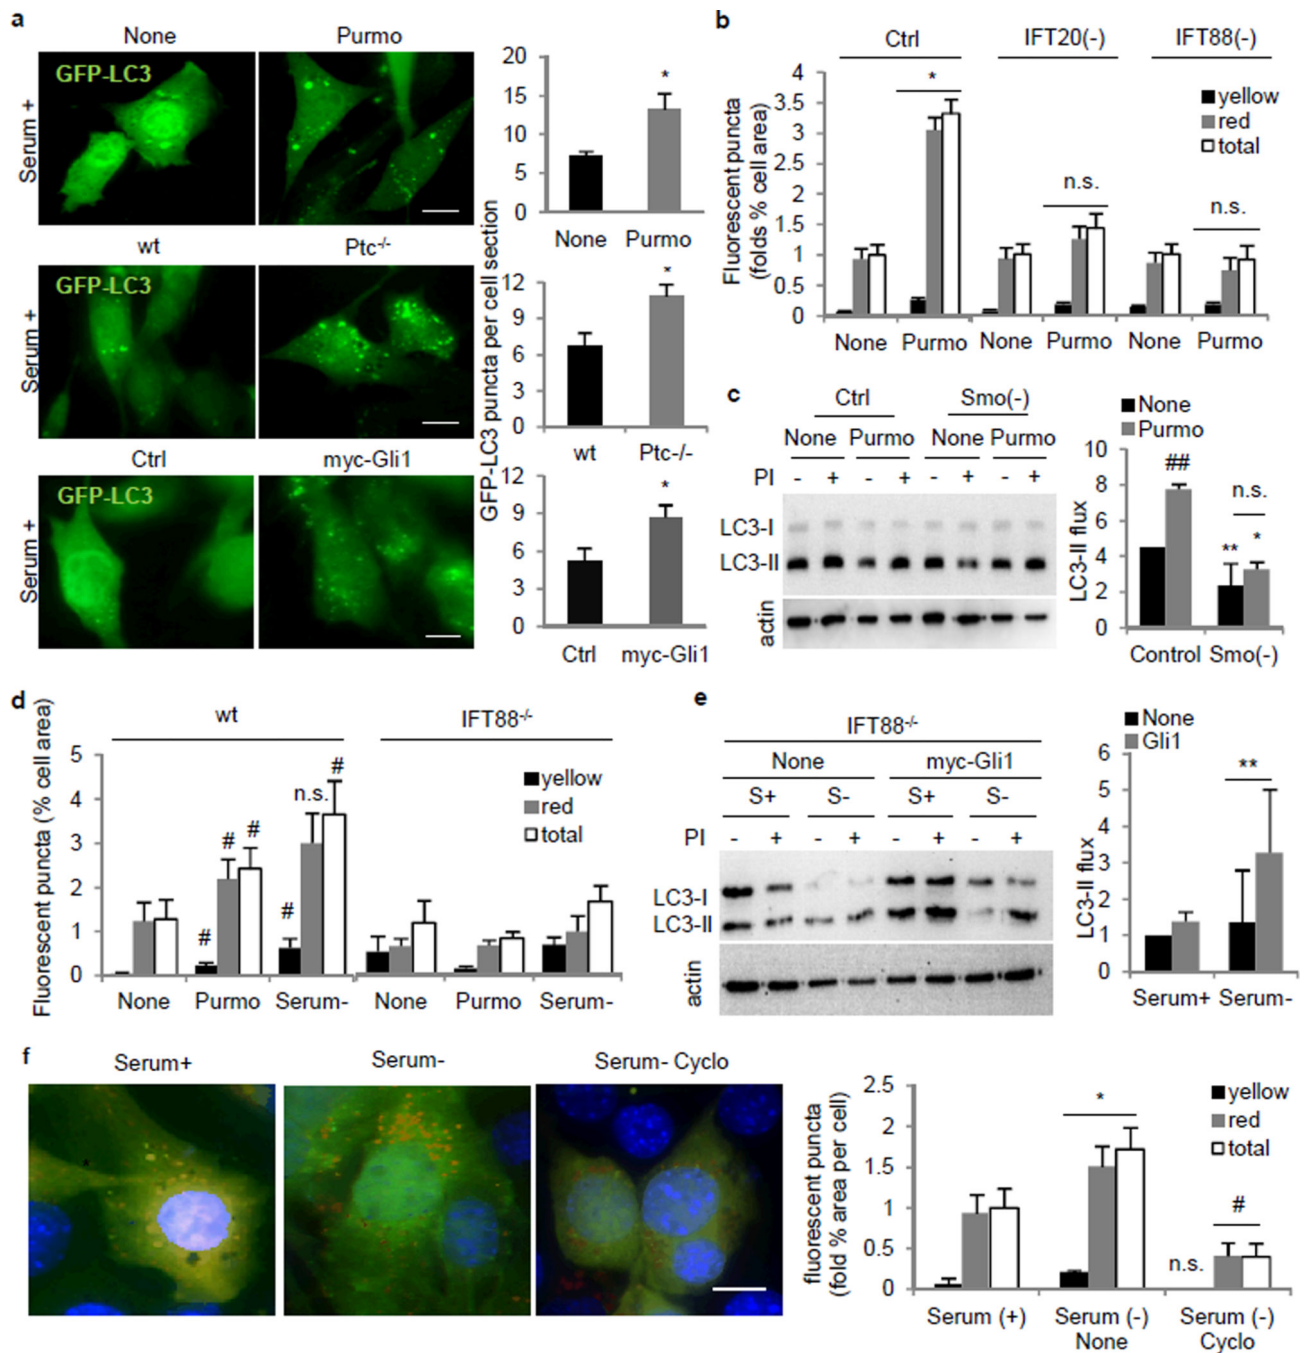 a
None
Purmo
Serum +
GFP-LC3
wt
Ptc-/-
Serum +
GFP-LC3
Ctrl
myc-Gli1
Serum +
GFP-LC3
GFP-LC3 puncta per cell section
20
15
10
5
0
*
None
Purmo
12
9
6
3
0
*
wt
Ptc-/-
12
9
6
3
0
*
Ctrl
myc-Gli1
b
Ctrl
IFT20(-)
IFT88(-)
Fluorescent puncta
(folds % cell area)
4
3.5
3
2.5
2
1.5
1
0.5
0
*
n.s.
n.s.
yellow
red
total
None
Purmo
None
Purmo
None
Purmo
c
Ctrl
Smo(-)
None
Purmo
None
Purmo
PI
- + - + - + - +
LC3-I
LC3-II
actin
None
Purmo
LC3-II flux
10
8
6
4
2
0
##
n.s.
**
*
Control
Smo(-)
d
wt
IFT88-/-
Fluorescent puncta (% cell area)
5
4
3
2
1
0
#
#
#
#
n.s.
#
yellow
red
total
None
Purmo
Serum-
None
Purmo
Serum-
e
IFT88-/-
None
myc-Gli1
S+
S-
S+
S-
PI
- + - + - + - +
LC3-I
LC3-II
actin
None
Gli1
LC3-II flux
6
5
4
3
2
1
0
**
Serum+
Serum-
f
Serum+
Serum-
Serum- Cyclo
fluorescent puncta
(fold % area per cell)
2.5
2
1.5
1
0.5
0
*
n.s.
#
yellow
red
total
Serum (+)
Serum (-)
None
Serum (-)
Cyclo